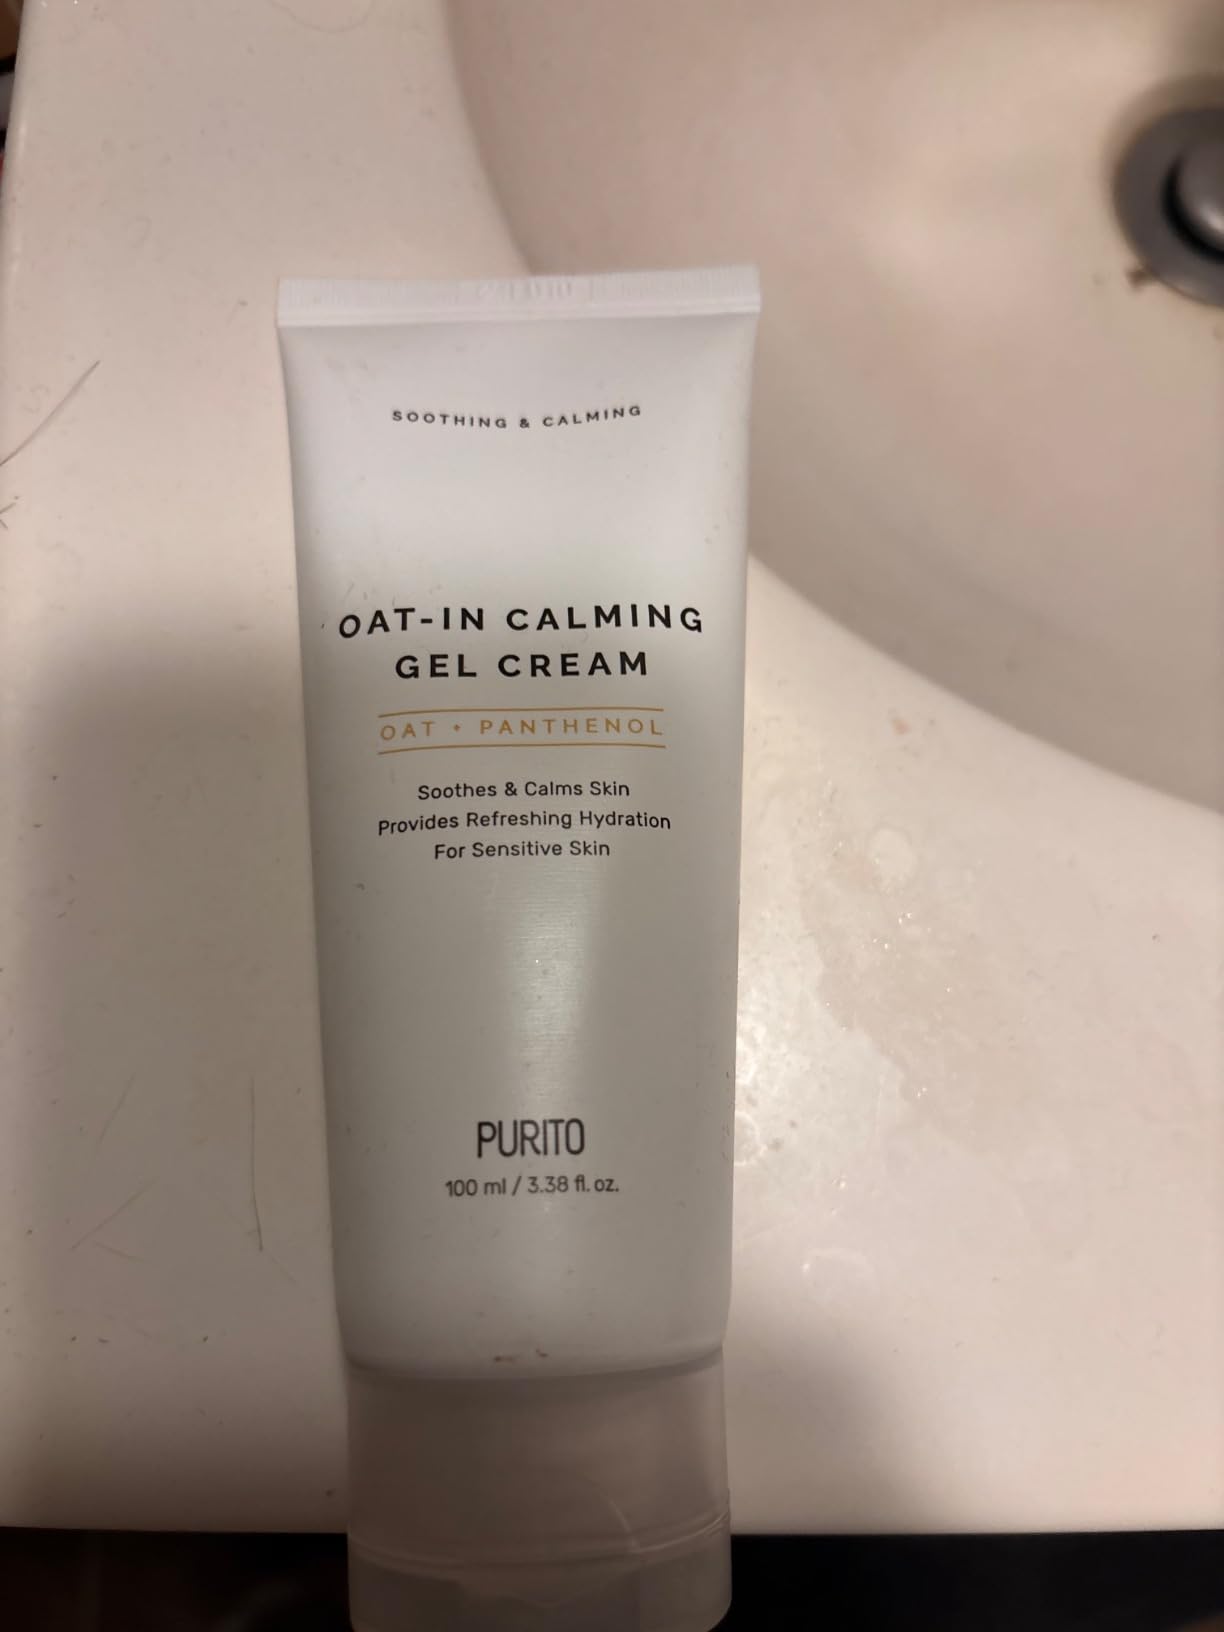 SOOTHING & CALMING
OAT-IN CALMING
GEL CREAM
OAT + PANTHENOL
Soothes & Calms Skin
Provides Refreshing Hydration
For Sensitive Skin
PURITO
100 ml / 3.38 fl. oz.